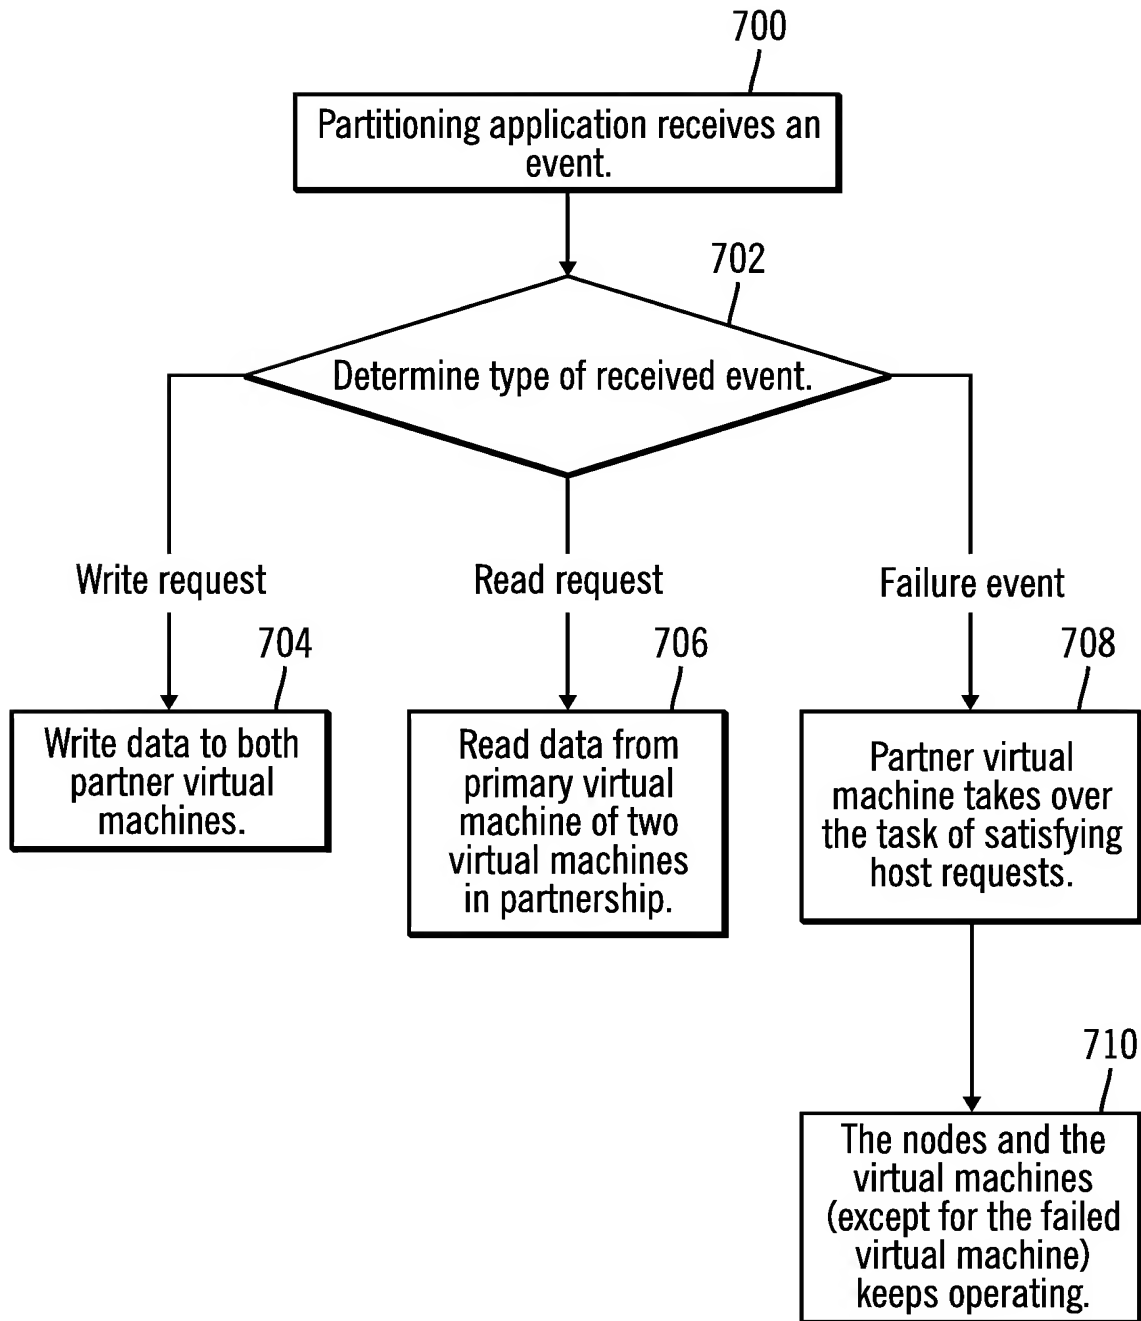 700
Partitioning application receives an
event.
702
Determine type of received event.
Write request
Read request
Failure event
704
706
708
Write data to both
partner virtual
machines.
Read data from
primary virtual
machine of two
virtual machines
in partnership.
Partner virtual
machine takes over
the task of satisfying
host requests.
710
The nodes and the
virtual machines
(except for the failed
virtual machine)
keeps operating.